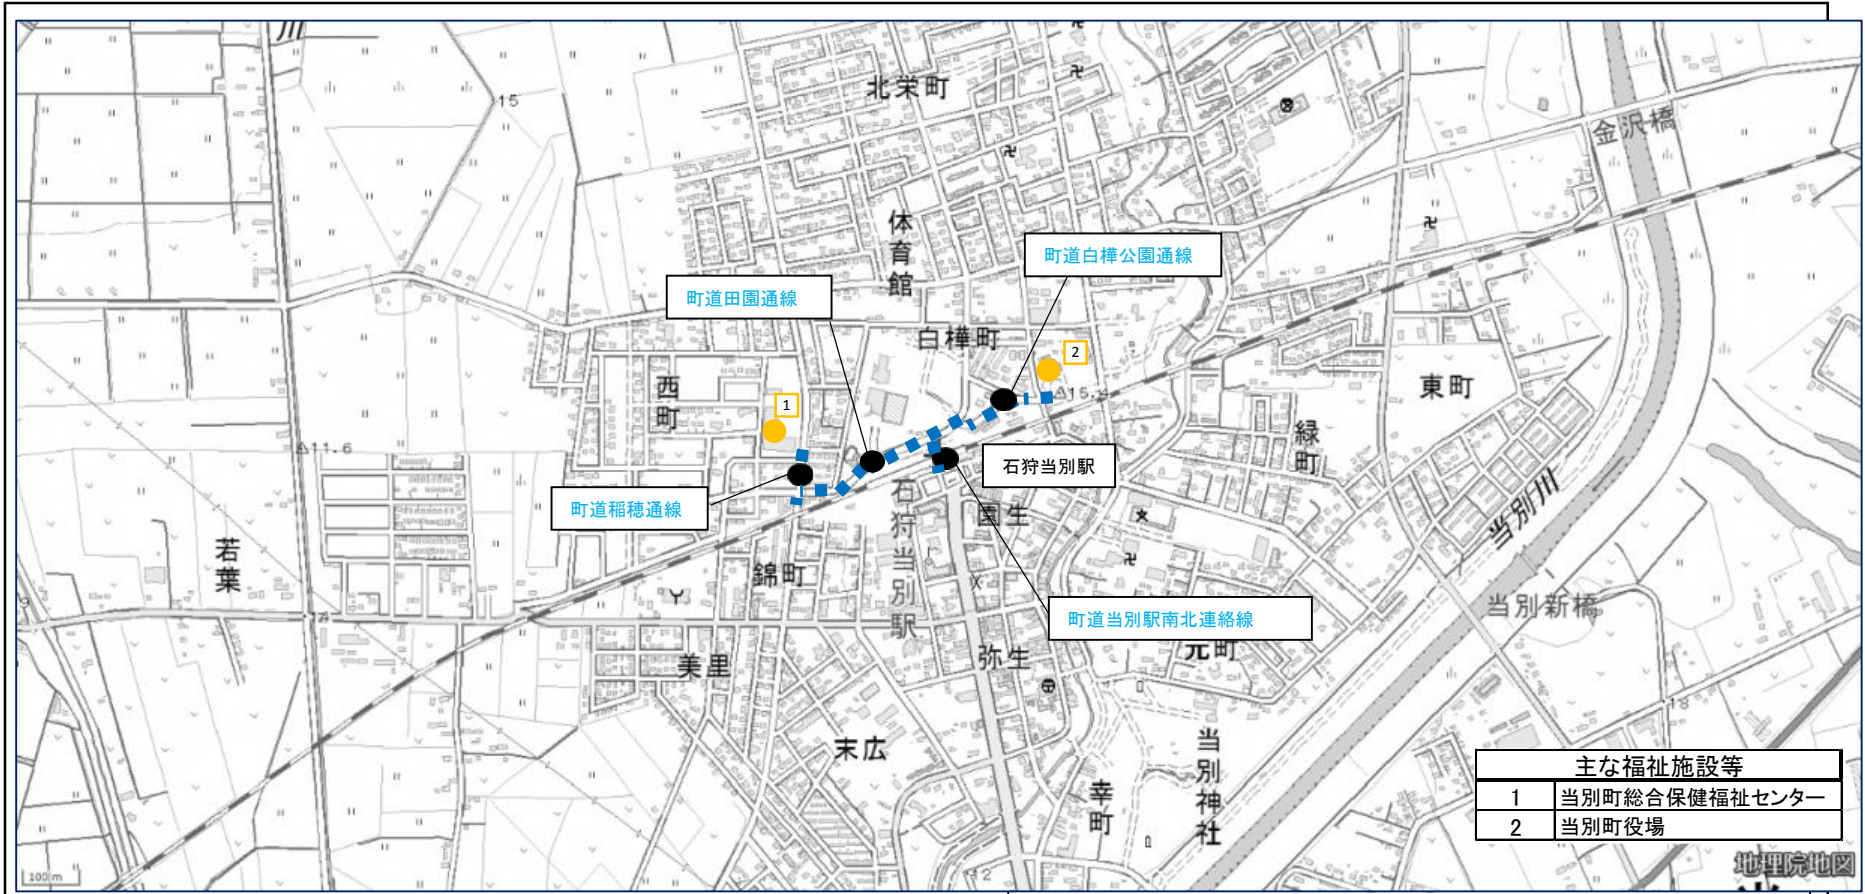 川
北栄町
15
金沢橋
体育館
町道白樺公園通線
町道田園通線
白樺町
2
西町
15.
東町
1
11.6
緑町
石狩当別駅
町道稲穂通線
石狩当別駅
園生
当別川
若葉
錦町
町道当別駅南北連絡線
当別新橋
元町
弥生
美里
18
末広
当別神社
幸町
主な福祉施設等
1 当別町総合保健福祉センター
2 当別町役場
12
100 m
地理院地図